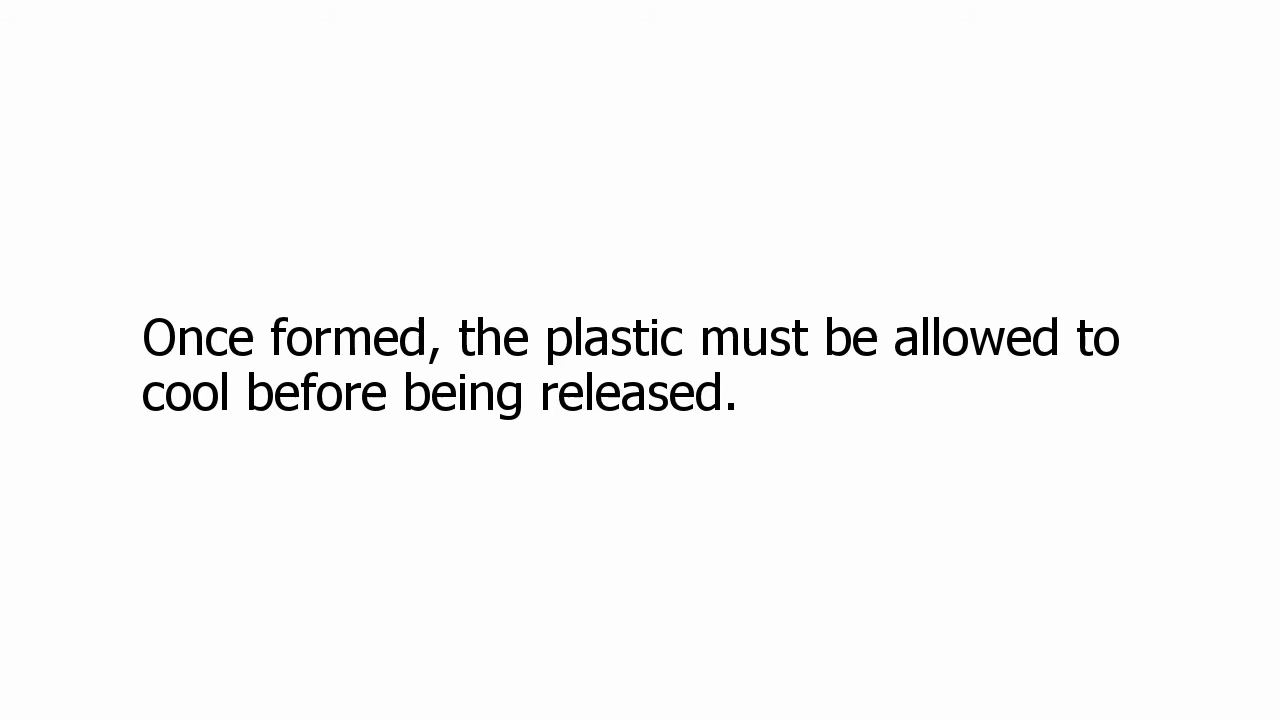 Once formed, the plastic must be allowed to
cool before being released.